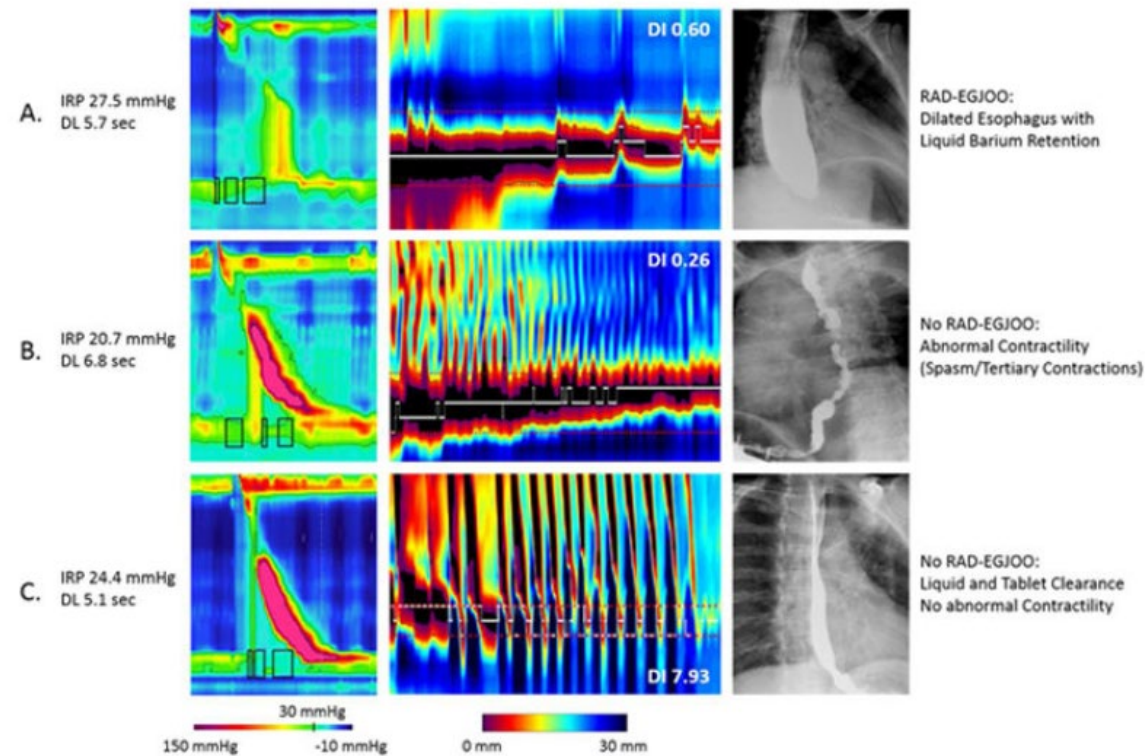 A.
IRP 27.5 mmHg
DL 5.7 sec
DI 0.60
RAD-EGJOO:
Dilated Esophagus with
Liquid Barium Retention
B.
IRP 20.7 mmHg
DL 6.8 sec
DI 0.26
No RAD-EGJOO:
Abnormal Contractility
(Spasm/Tertiary Contractions)
C.
IRP 24.4 mmHg
DL 5.1 sec
DI 7.93
No RAD-EGJOO:
Liquid and Tablet Clearance
No abnormal Contractility
30 mmHg
150 mmHg
-10 mmHg
0 mm
30 mm